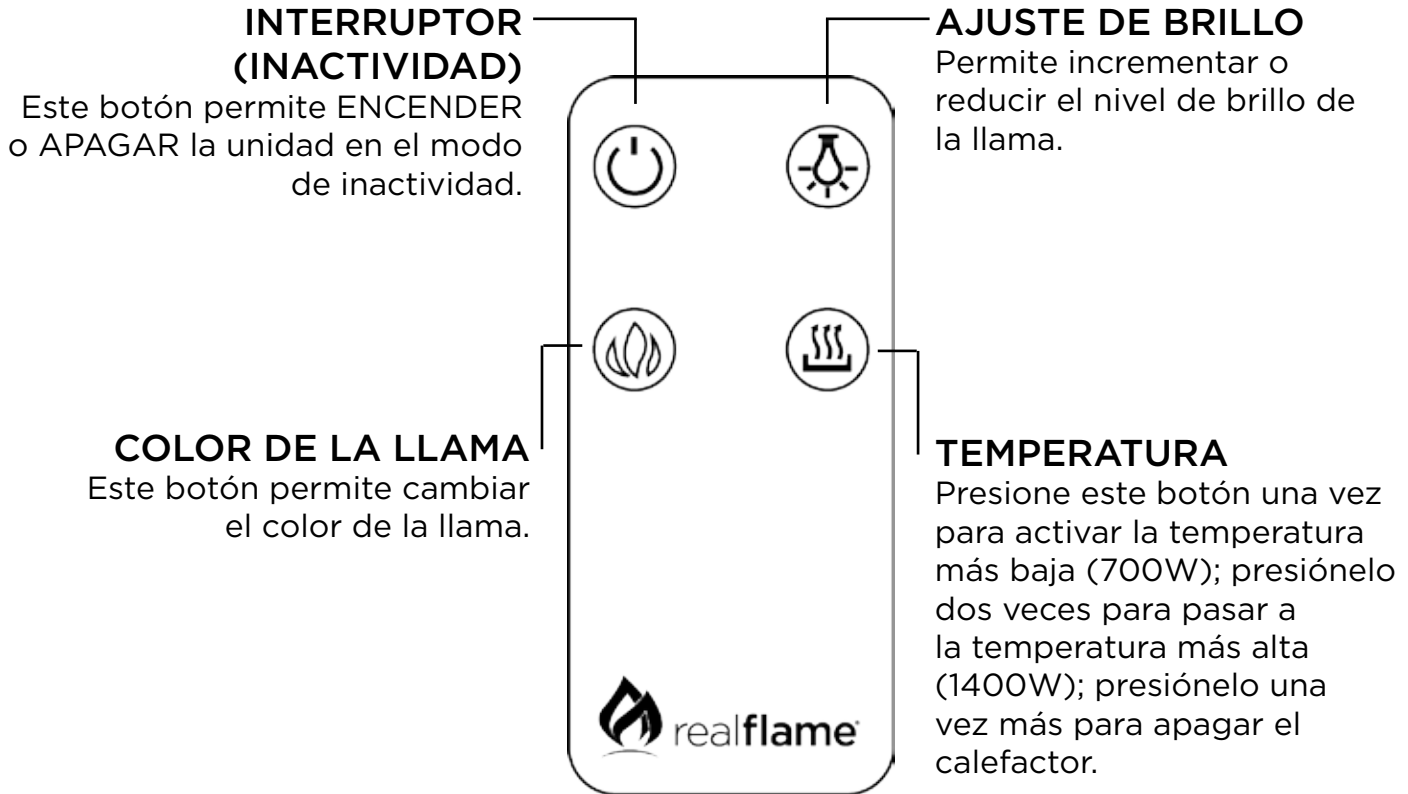 INTERRUPTOR
(INACTIVIDAD)
Este botón permite ENCENDER
o APAGAR la unidad en el modo
de inactividad.
AJUSTE DE BRILLO
Permite incrementar o
reducir el nivel de brillo de
la llama.
COLOR DE LA LLAMA
Este botón permite cambiar
el color de la llama.
TEMPERATURA
Presione este botón una vez
para activar la temperatura
más baja (700W); presiónelo
dos veces para pasar a
la temperatura más alta
(1400W); presiónelo una
vez más para apagar el
calefactor.
realflame